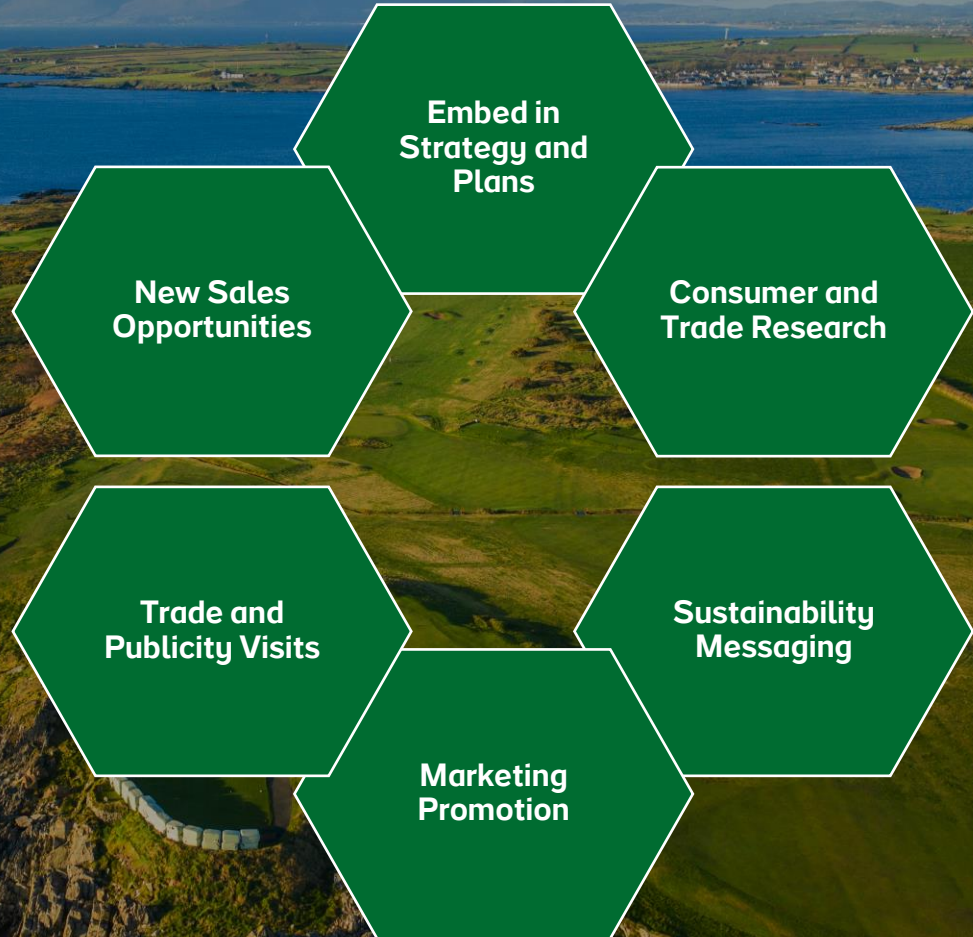 Embed in
Strategy and
Plans
New Sales
Opportunities
Consumer and
Trade Research
Trade and
Publicity Visits
Sustainability
Messaging
Marketing
Promotion